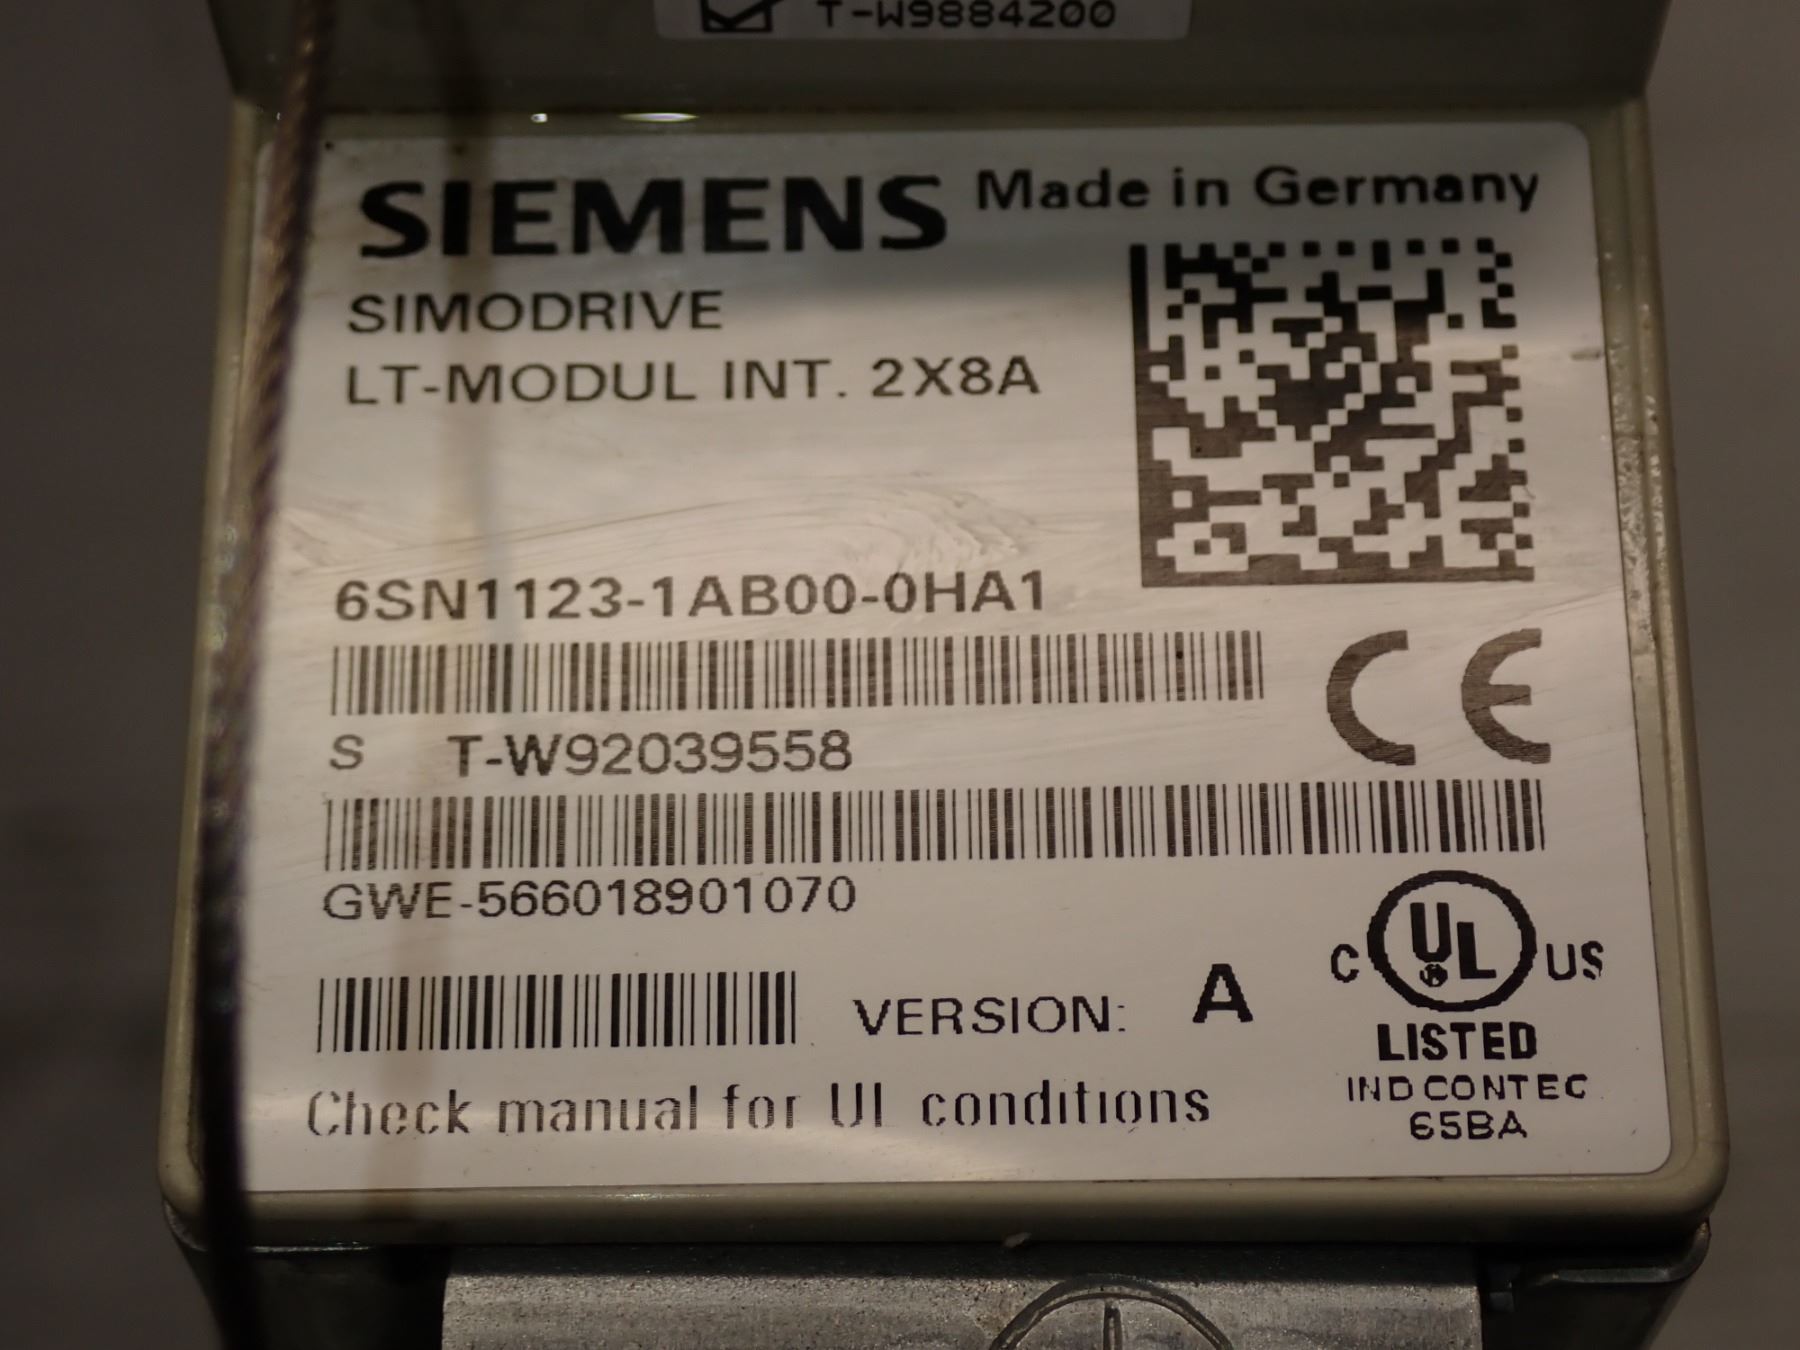 T-W9884200
SIEMENS Made in Germany
SIMODRIVE
LT-MODUL INT. 2X8A
6SN1123-1AB00-0HA1
S T-W92039558
GWE-566018901070
VERSION: A
Check manual for UL conditions
CE
C UL US
LISTED
IND CONT EC
65BA